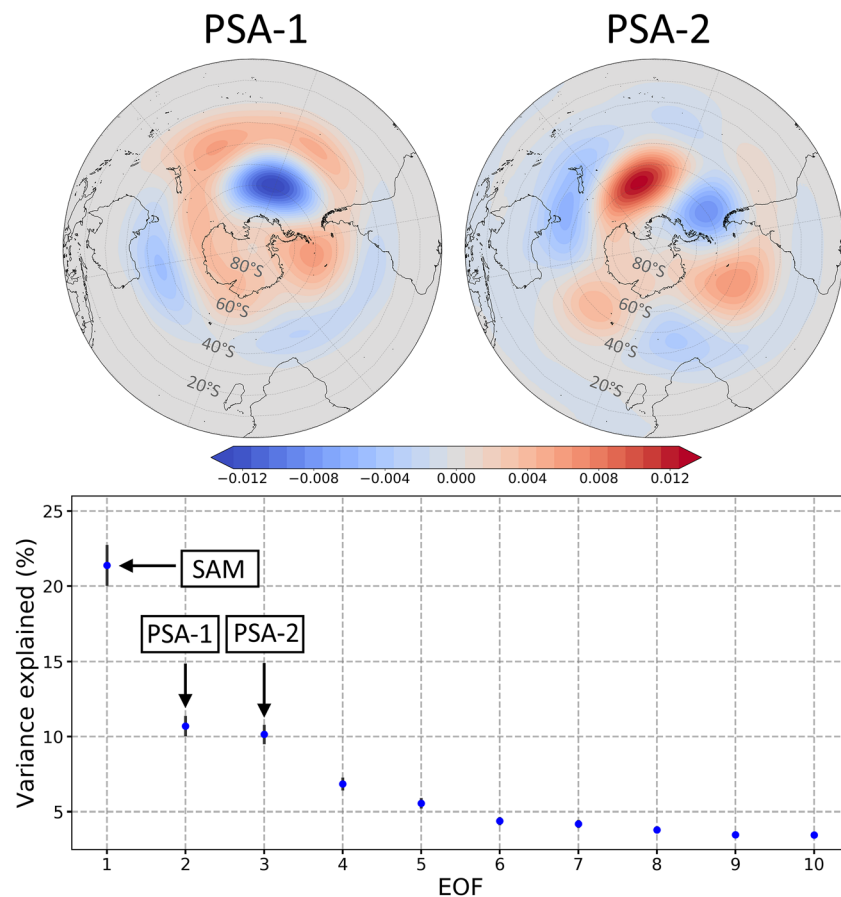 PSA-1 PSA-2
80°S 80°S
60°S 60°S
40°S 40°S
20°S 20°S
−0.012 −0.008 −0.004 0.000 0.004 0.008 0.012
Variance explained (%)
25
20
15
10
5
SAM
PSA-1 PSA-2
1 2 3 4 5 6 7 8 9 10
EOF